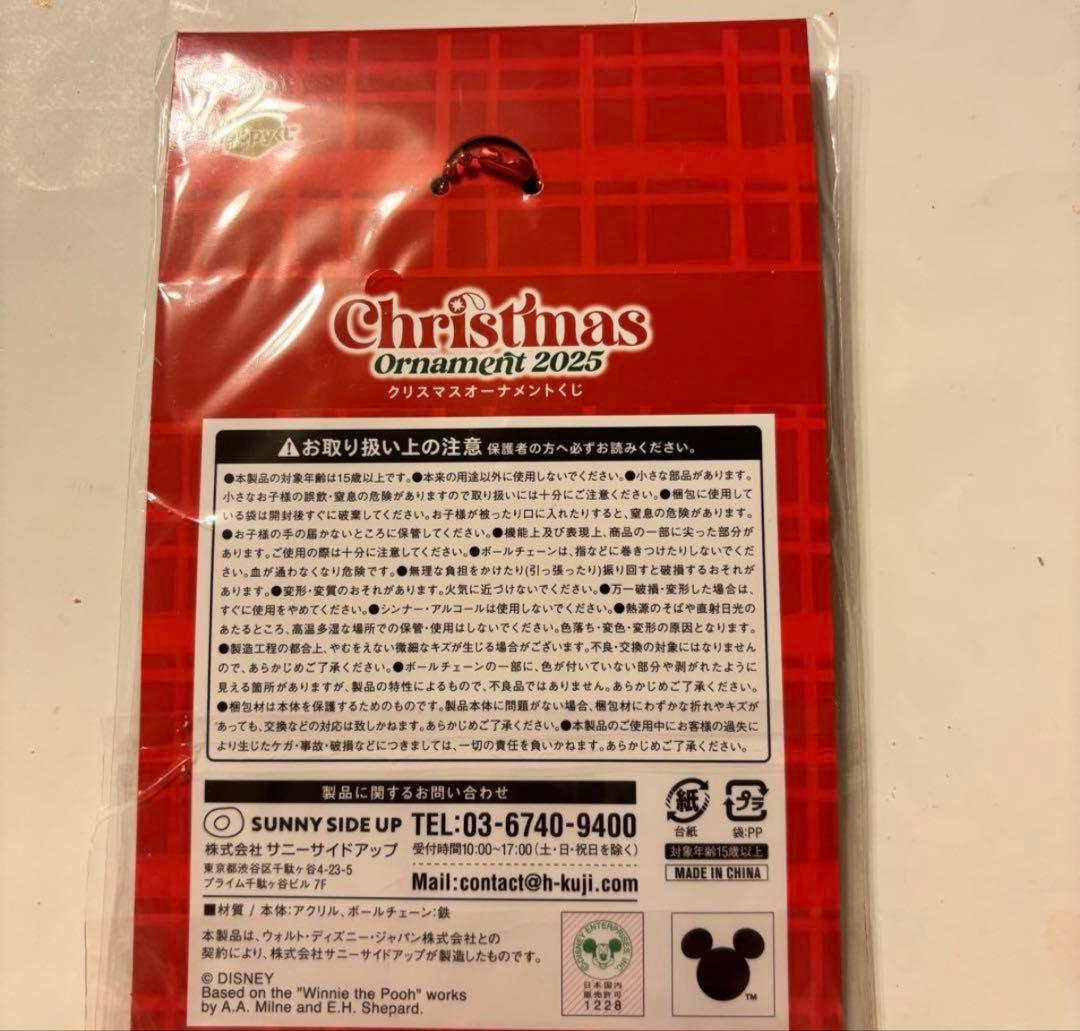 Happyくじ
Christmas
Ornament 2025
クリスマスオーナメントくじ
⚠お取り扱い上の注意 保護者の方へ必ずお読みください。
●本製品の対象年齢は15歳以上です。●本来の用途以外に使用しないでください。●小さな部品があります。
小さなお子様の誤飲・窒息の危険がありますので取り扱いには十分にご注意ください。●梱包に使用して
いる袋は開封後すぐに破棄してください。お子様が被ったり口に入れたりすると、窒息の危険があります。
●お子様の手の届かないところに保管してください。●機能上及び表現上、商品の一部に尖った部分が
あります。ご使用の際は十分に注意してください。●ボールチェーンは、指などに巻きつけたりしないでくだ
さい。血が通わなくなり危険です。●無理な負担をかけたり(引っ張ったり)振り回すと破損するおそれが
あります。●変形・変質のおそれがあります。火気に近づけないでください。●万一破損・変形した場合は、
すぐに使用をやめてください。●シンナー・アルコールは使用しないでください。●熱源のそばや直射日光の
あたるところ、高温多湿な場所での保管・使用はしないでください。色落ち・変色・変形の原因となります。
●製造工程の都合上、やむをえない微細なキズが生じる場合がございます。不良・交換の対象にはなりません
ので、あらかじめご了承ください。●ボールチェーンの一部に、色が付いていない部分や剥がれたように
見える箇所がありますが、製品の特性によるもので、不良品ではありません。あらかじめご了承ください。
●梱包材は本体を保護するためのものです。製品本体に問題がない場合、梱包材にわずかな折れやキズが
あっても、交換などの対応は致しかねます。あらかじめご了承ください。●本製品のご使用中にお客様の過失に
より生じたケガ・事故・破損などにつきましては、一切の責任を負いかねます。あらかじめご了承ください。
製品に関するお問い合わせ
SUNNY SIDE UP TEL:03-6740-9400
株式会社 サニーサイドアップ 受付時間10:00~17:00(土・日・祝日を除く)
東京都渋谷区千駄ヶ谷4-23-5
プライム千駄ヶ谷ビル 7F
Mail:contact@h-kuji.com
紙
台紙
プラ
袋:PP
対象年齢15歳以上
MADE IN CHINA
■材質 / 本体:アクリル、ボールチェーン:鉄
本製品は、ウォルト・ディズニー・ジャパン株式会社との
契約により、株式会社サニーサイドアップが製造したものです。
© DISNEY
Based on the "Winnie the Pooh" works
by A.A. Milne and E.H. Shepard.
©DISNEY ENTERPRISES, INC.
日本国内
販売許可
1228
TM